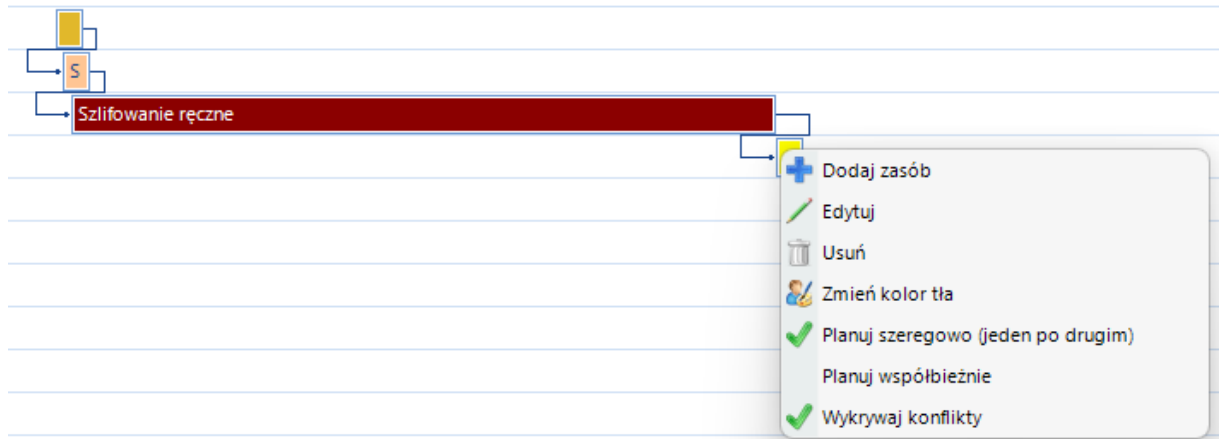 S
Szlifowanie ręczne
Dodaj zasób
Edytuj
Usuń
Zmień kolor tła
Planuj szeregowo (jeden po drugim)
Planuj współbieżnie
Wykrywaj konflikty